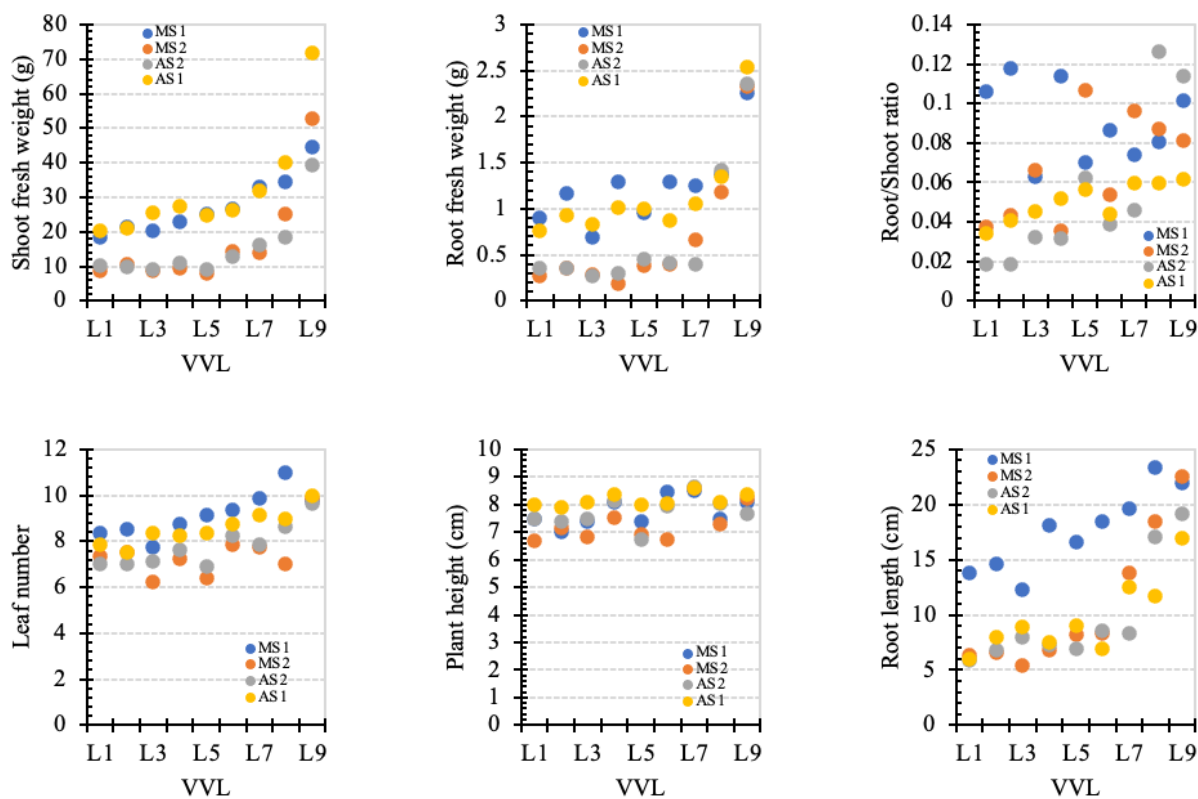 Shoot fresh weight (g)
80
70
60
50
40
30
20
10
0
MS1
MS2
AS2
AS1
L1 L3 L5 L7 L9
VVL
Root fresh weight (g)
3
2.5
2
1.5
1
0.5
0
MS1
MS2
AS2
AS1
L1 L3 L5 L7 L9
VVL
Root/Shoot ratio
0.14
0.12
0.1
0.08
0.06
0.04
0.02
0
MS1
MS2
AS2
AS1
L1 L3 L5 L7 L9
VVL
Leaf number
12
10
8
6
4
2
0
MS1
MS2
AS2
AS1
L1 L3 L5 L7 L9
VVL
Plant height (cm)
10
9
8
7
6
5
4
3
2
1
0
MS1
MS2
AS2
AS1
L1 L3 L5 L7 L9
VVL
Root length (cm)
25
20
15
10
5
0
MS1
MS2
AS2
AS1
L1 L3 L5 L7 L9
VVL